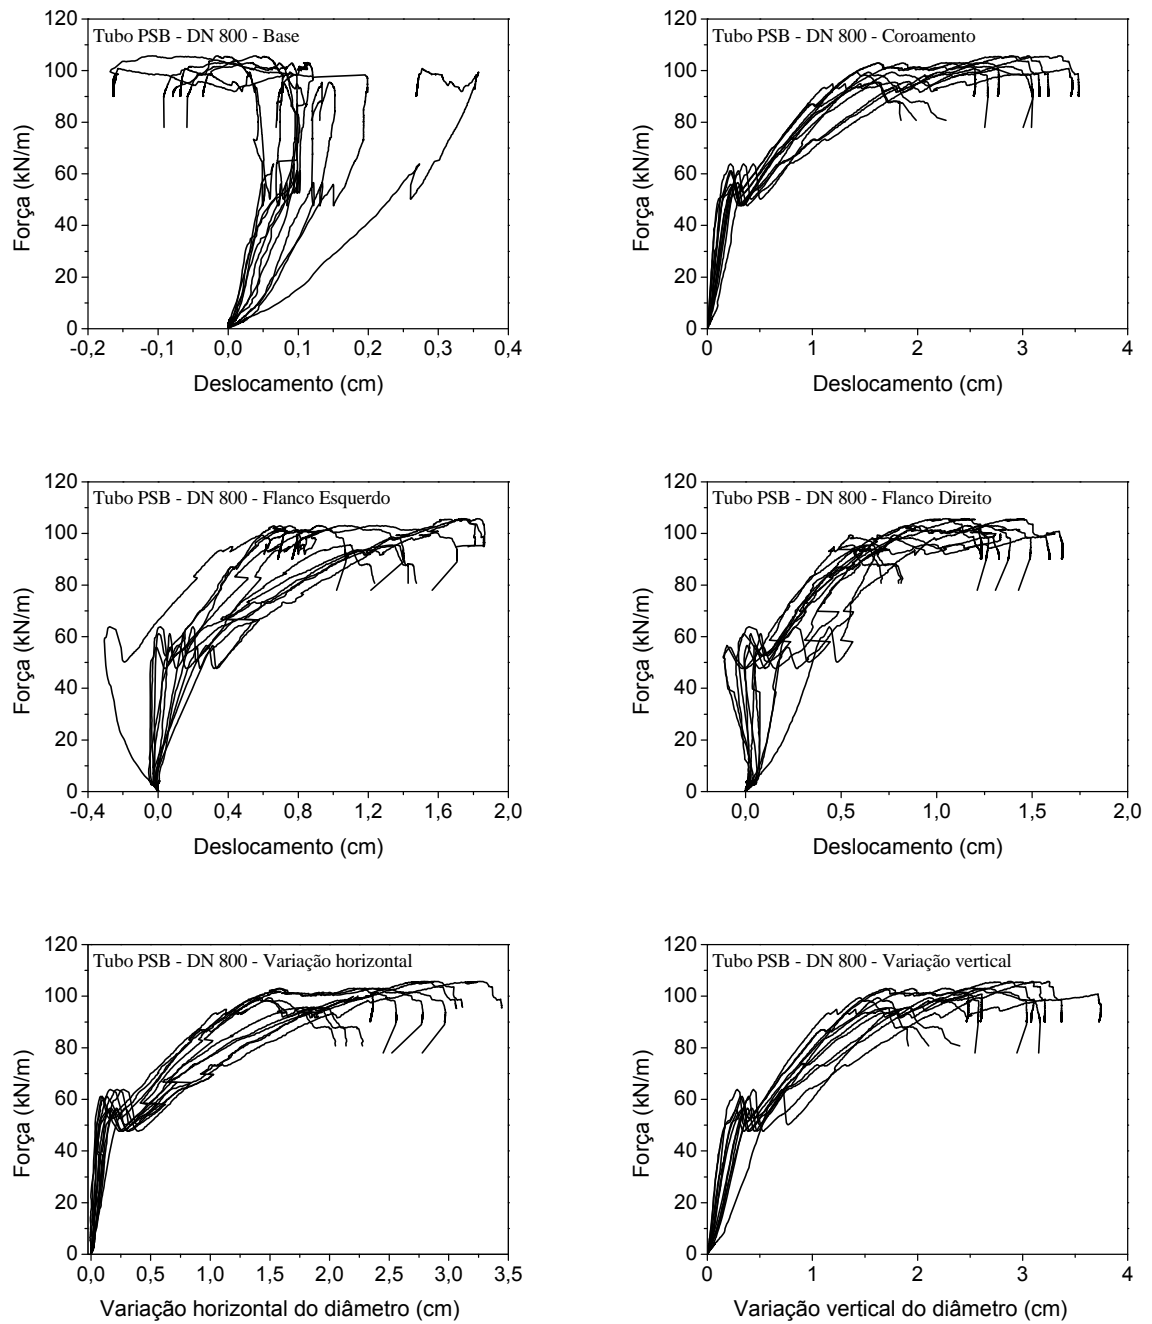 Tubo PSB - DN 800 - Base
Força (kN/m)
120
100
80
60
40
20
0
-0,2 -0,1 0,0 0,1 0,2 0,3 0,4
Deslocamento (cm)
Tubo PSB - DN 800 - Coroamento
Força (kN/m)
120
100
80
60
40
20
0
0 1 2 3 4
Deslocamento (cm)
Tubo PSB - DN 800 - Flanco Esquerdo
Força (kN/m)
120
100
80
60
40
20
0
-0,4 0,0 0,4 0,8 1,2 1,6 2,0
Deslocamento (cm)
Tubo PSB - DN 800 - Flanco Direito
Força (kN/m)
120
100
80
60
40
20
0
0,0 0,5 1,0 1,5 2,0
Deslocamento (cm)
Tubo PSB - DN 800 - Variação horizontal
Força (kN/m)
120
100
80
60
40
20
0
0,0 0,5 1,0 1,5 2,0 2,5 3,0 3,5
Variação horizontal do diâmetro (cm)
Tubo PSB - DN 800 - Variação vertical
Força (kN/m)
120
100
80
60
40
20
0
0 1 2 3 4
Variação vertical do diâmetro (cm)